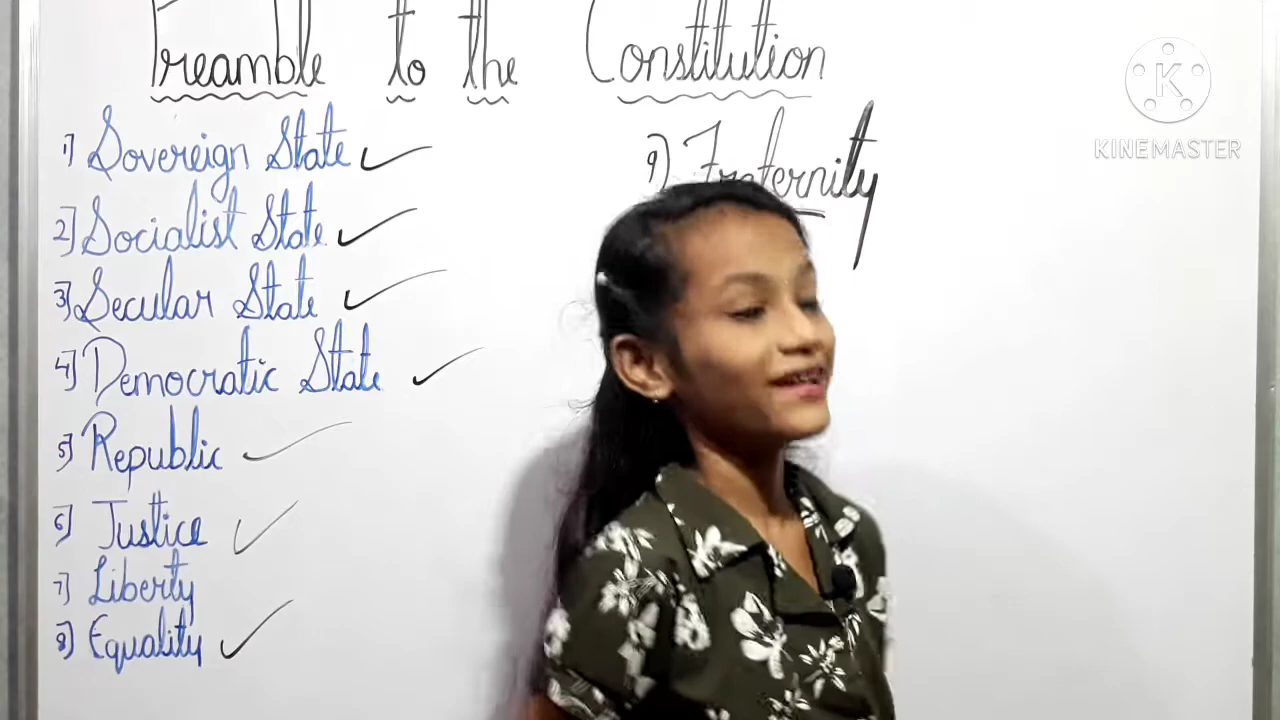 Preamble to the Constitution
1) Sovereign State
2] Socialist State
3] Secular State
4] Democratic State
5] Republic
6] Justice
7] Liberty
8] Equality
9) Fraternity
K
KINEMASTER